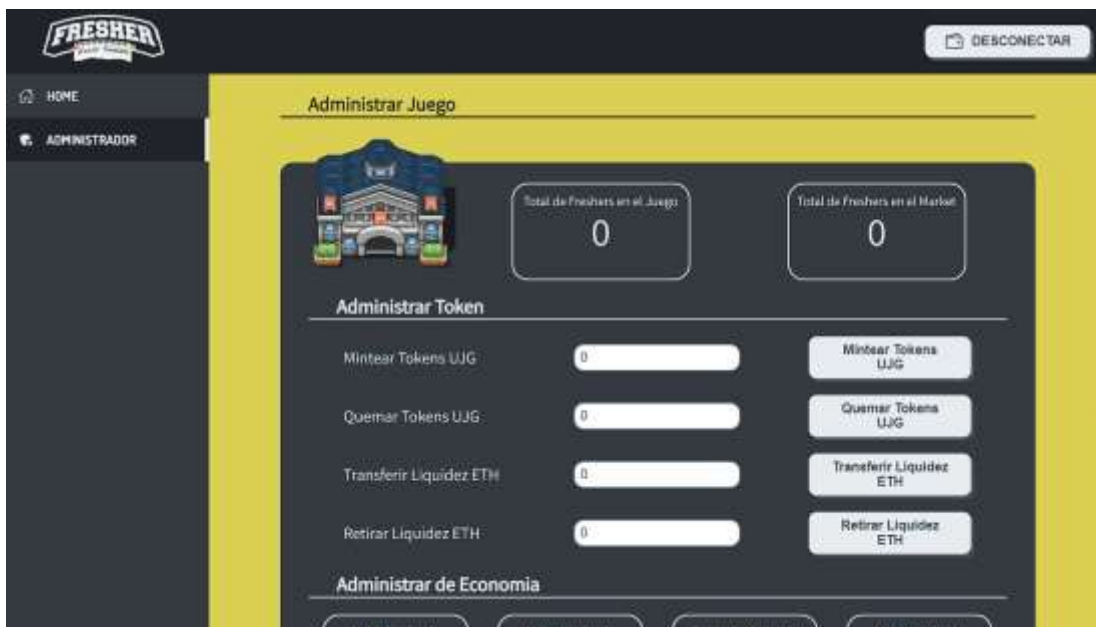 FRESHER
DESCONECTAR
HOME
ADMINISTRADOR
Administrar Juego
Total de Freshers en el Juego
0
Total de Freshers en el Market
0
Administrar Token
Mintear Tokens UJG
0
Mintear Tokens
UJG
Quemar Tokens UJG
0
Quemar Tokens
UJG
Transferir Liquidez ETH
0
Transferir Liquidez
ETH
Retirar Liquidez ETH
0
Retirar Liquidez
ETH
Administrar de Economia